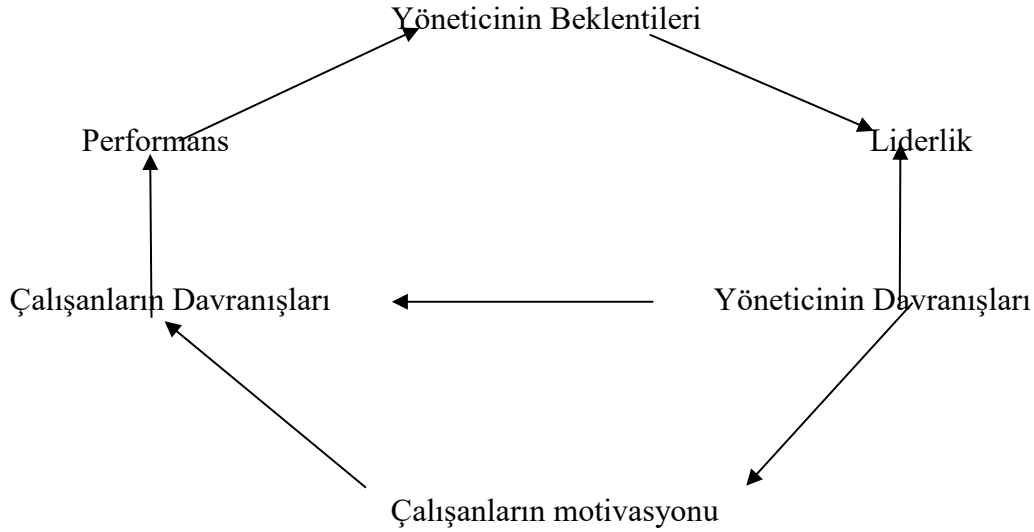 Yöneticinin Beklentileri
Performans
Liderlik
Çalışanların Davranışları
Yöneticinin Davranışları
Çalışanların motivasyonu